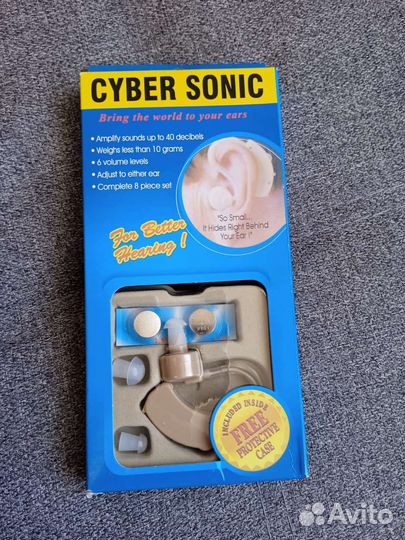 CYBER SONIC
Bring the world to your ears
• Amplify sounds up to 40 decibels
• Weighs less than 10 grams
• 6 volume levels
• Adjust to either ear
• Complete 8 piece set
"So Small...
It Hides Right Behind
Your Ear !"
For Better
Hearing !
INCLUDED INSIDE
FREE
PROTECTIVE
CASE
Avito